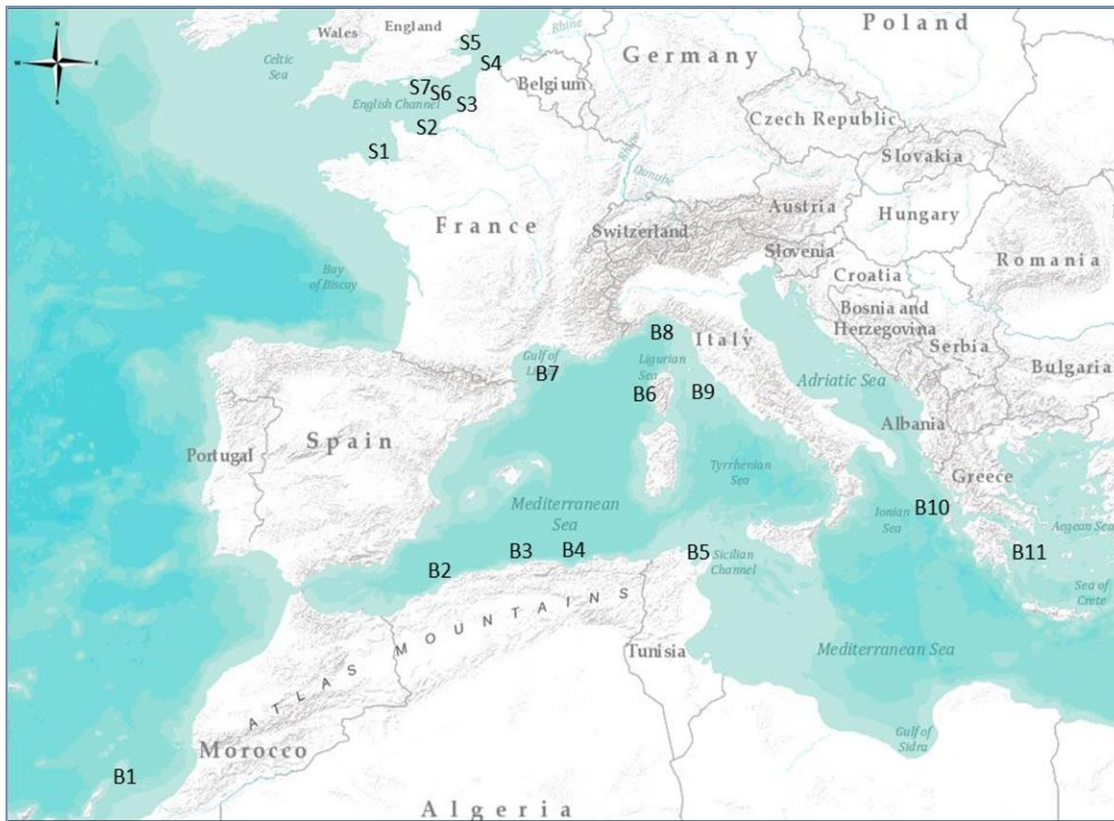 N
W E
S
Wales
England
Celtic
Sea
S5
S4
Rhine
Poland
Germany
Belgium
S7
S6
English Channel
S3
S2
S1
Czech Republic
Slovakia
Rhine
Danube
France
Switzerland
Austria
Hungary
Slovenia
Croatia
Romania
Bay
of Biscay
Bosnia and
Herzegovina
Serbia
Bulgaria
B8
Italy
Gulf of
B7
Ligurian
Sea
B6
B9
Adriatic Sea
Albania
Spain
Portugal
Tyrrhenian
Sea
Greece
Mediterranean
Sea
Ionian
Sea
B10
Aegean Sea
B2
B3
B4
B5
Sicilian
Channel
B11
Sea of
Crete
ATLAS MOUNTAINS
Tunisia
Mediterranean Sea
Morocco
Gulf of
Sidra
B1
Algeria